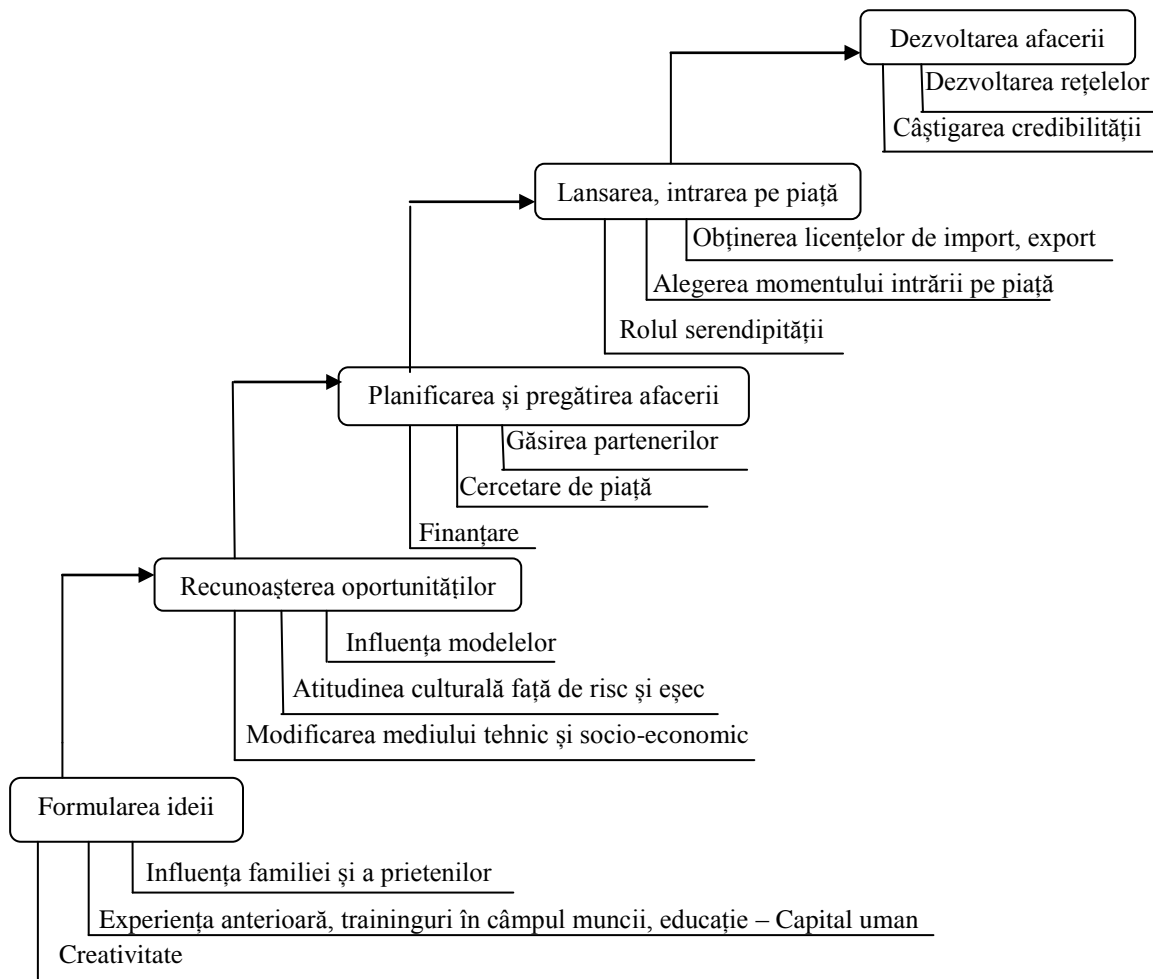 Dezvoltarea afacerii
Dezvoltarea rețelelor
Câștigarea credibilității
Lansarea, intrarea pe piață
Obținerea licențelor de import, export
Alegerea momentului intrării pe piață
Rolul serendipității
Planificarea și pregătirea afacerii
Găsirea partenerilor
Cercetare de piață
Finanțare
Recunoașterea oportunităților
Influența modelelor
Atitudinea culturală față de risc și eșec
Modificarea mediului tehnic și socio-economic
Formularea ideii
Influența familiei și a prietenilor
Experiența anterioară, traininguri în câmpul muncii, educație – Capital uman
Creativitate